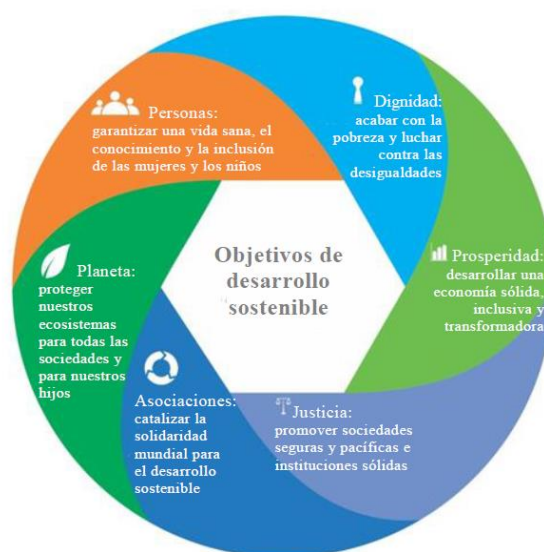 Objetivos de
desarrollo
sostenible
Dignidad:
acabar con la
pobreza y luchar
contra las
desigualdades
Prosperidad:
desarrollar una
economía sólida,
inclusiva y
transformadora
Justicia:
promover sociedades
seguras y pacíficas e
instituciones sólidas
Asociaciones:
catalizar la
solidaridad
mundial para
el desarrollo
sostenible
Planeta:
proteger
nuestros
ecosistemas
para todas las
sociedades y
para nuestros
hijos
Personas:
garantizar una vida sana, el
conocimiento y la inclusión
de las mujeres y los niños